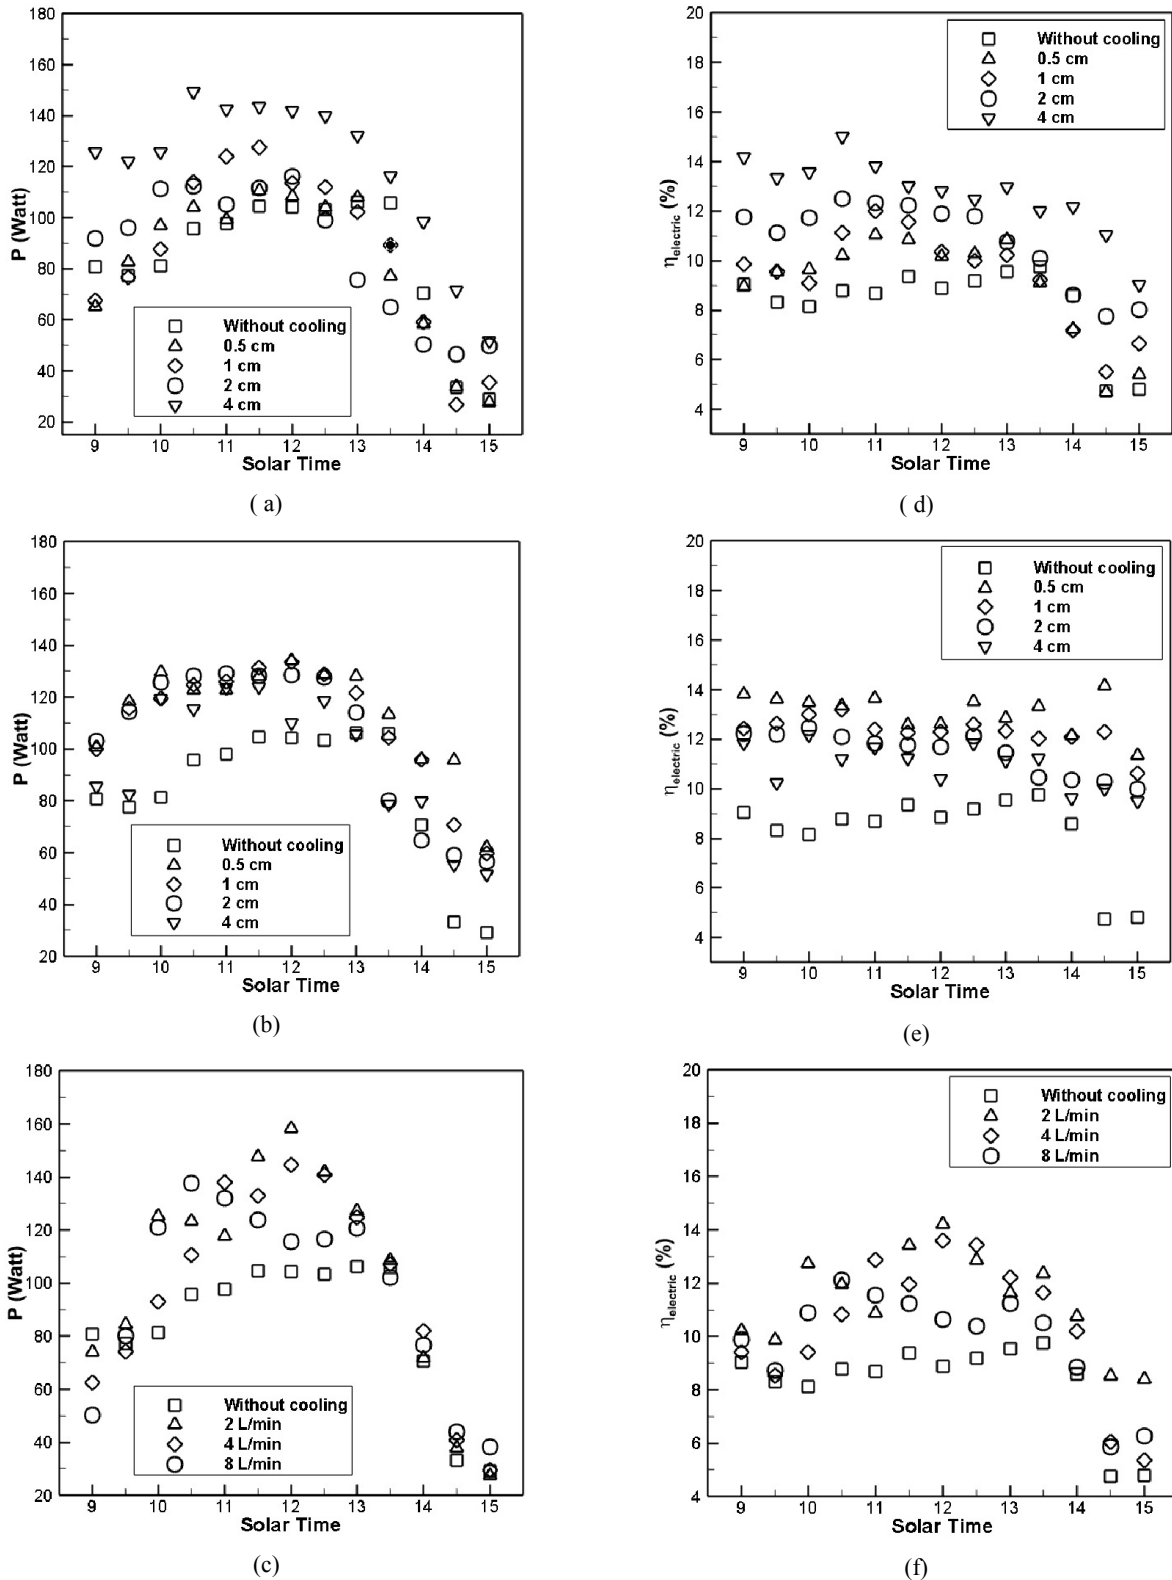 180
160
140
120
100
80
60
40
20
P (Watt)
Without cooling
0.5 cm
1 cm
2 cm
4 cm
9 10 11 12 13 14 15
Solar Time
( a)
20
18
16
14
12
10
8
6
4
ηelectric (%)
Without cooling
0.5 cm
1 cm
2 cm
4 cm
9 10 11 12 13 14 15
Solar Time
( d)
180
160
140
120
100
80
60
40
20
P (Watt)
Without cooling
0.5 cm
1 cm
2 cm
4 cm
9 10 11 12 13 14 15
Solar Time
(b)
20
18
16
14
12
10
8
6
4
ηelectric (%)
Without cooling
0.5 cm
1 cm
2 cm
4 cm
9 10 11 12 13 14 15
Solar Time
(e)
180
160
140
120
100
80
60
40
20
P (Watt)
Without cooling
2 L/min
4 L/min
8 L/min
9 10 11 12 13 14 15
Solar Time
(c)
20
18
16
14
12
10
8
6
4
ηelectric (%)
Without cooling
2 L/min
4 L/min
8 L/min
9 10 11 12 13 14 15
Solar Time
(f)